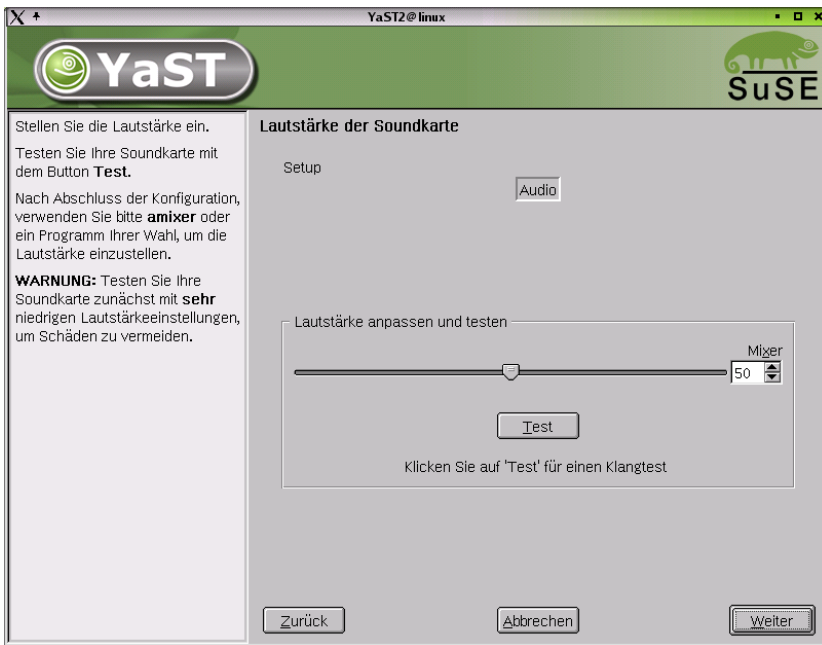 YaST2@linux
YaST
SuSE
Stellen Sie die Lautstärke ein.
Testen Sie Ihre Soundkarte mit
dem Button Test.
Nach Abschluss der Konfiguration,
verwenden Sie bitte amixer oder
ein Programm Ihrer Wahl, um die
Lautstärke einzustellen.
WARNUNG: Testen Sie Ihre
Soundkarte zunächst mit sehr
niedrigen Lautstärkeeinstellungen,
um Schäden zu vermeiden.
Lautstärke der Soundkarte
Setup
Audio
Lautstärke anpassen und testen
Mixer
50
Test
Klicken Sie auf 'Test' für einen Klangtest
Zurück
Abbrechen
Weiter